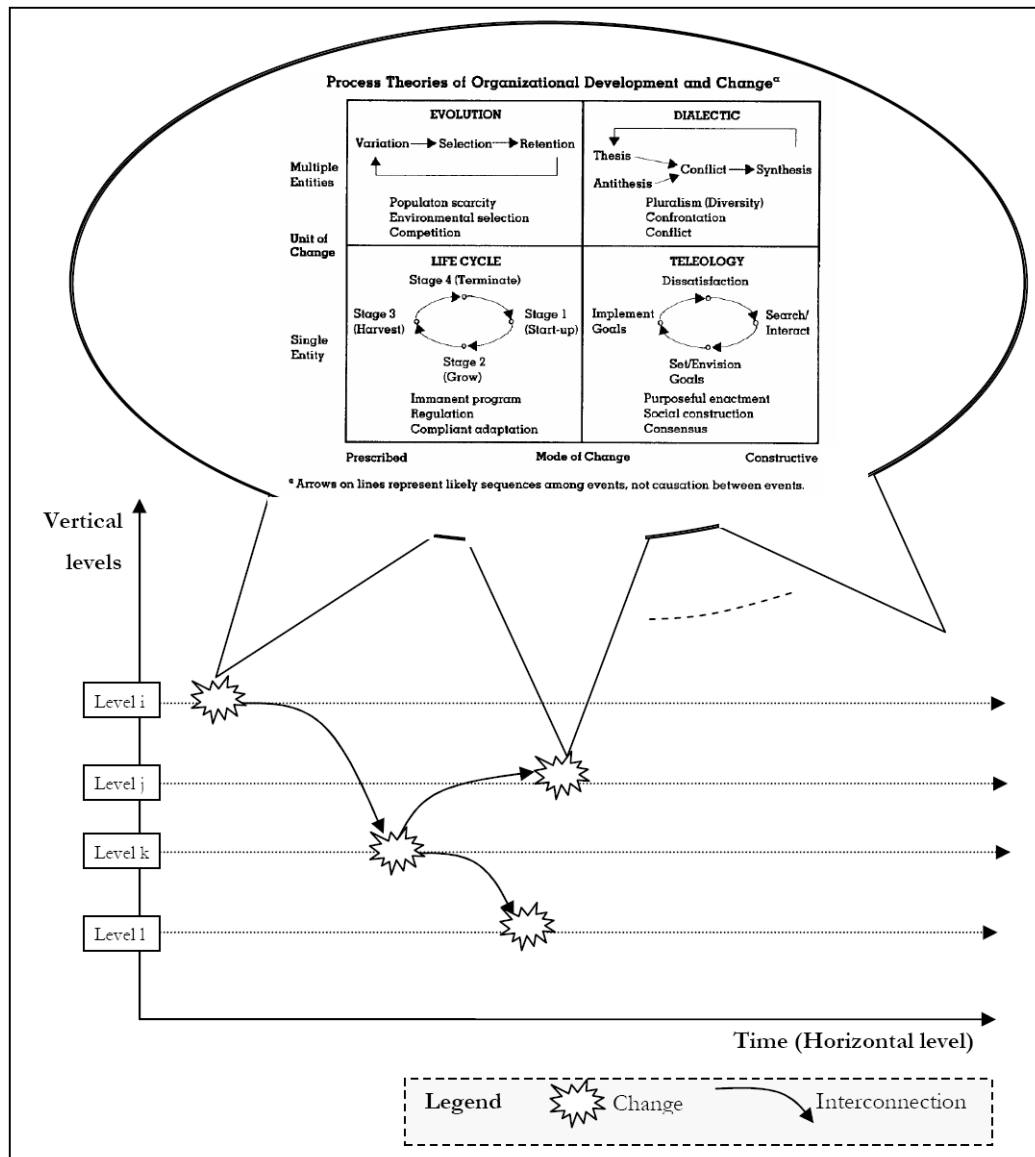 Process Theories of Organizational Development and Changeᵅ
EVOLUTION
Variation Selection Retention
Populaton scarcity
Environmental selection
Competition
DIALECTIC
Thesis
Conflict Synthesis
Antithesis
Pluralism (Diversity)
Confrontation
Conflict
Multiple
Entities
Unit of
Change
Single
Entity
LIFE CYCLE
Stage 4 (Terminate)
Stage 3
(Harvest)
Stage 1
(Start-up)
Stage 2
(Grow)
Immanent program
Regulation
Compliant adaptation
TELEOLOGY
Dissatisfaction
Implement
Goals
Search/
Interact
Set/Envision
Goals
Purposeful enactment
Social construction
Consensus
Prescribed Mode of Change Constructive
ᵅ Arrows on lines represent likely sequences among events, not causation between events.
Vertical
levels
Level i
Level j
Level k
Level l
Time (Horizontal level)
Legend Change Interconnection